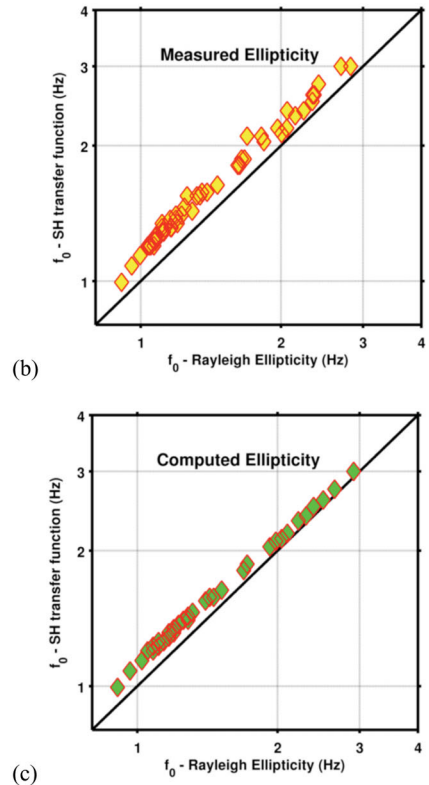 4
Measured Ellipticity
3
f0 - SH transfer function (Hz)
2
1
1 2 3 4
f0 - Rayleigh Ellipticity (Hz)
(b)
4
Computed Ellipticity
3
f0 - SH transfer function (Hz)
2
1
1 2 3 4
f0 - Rayleigh Ellipticity (Hz)
(c)